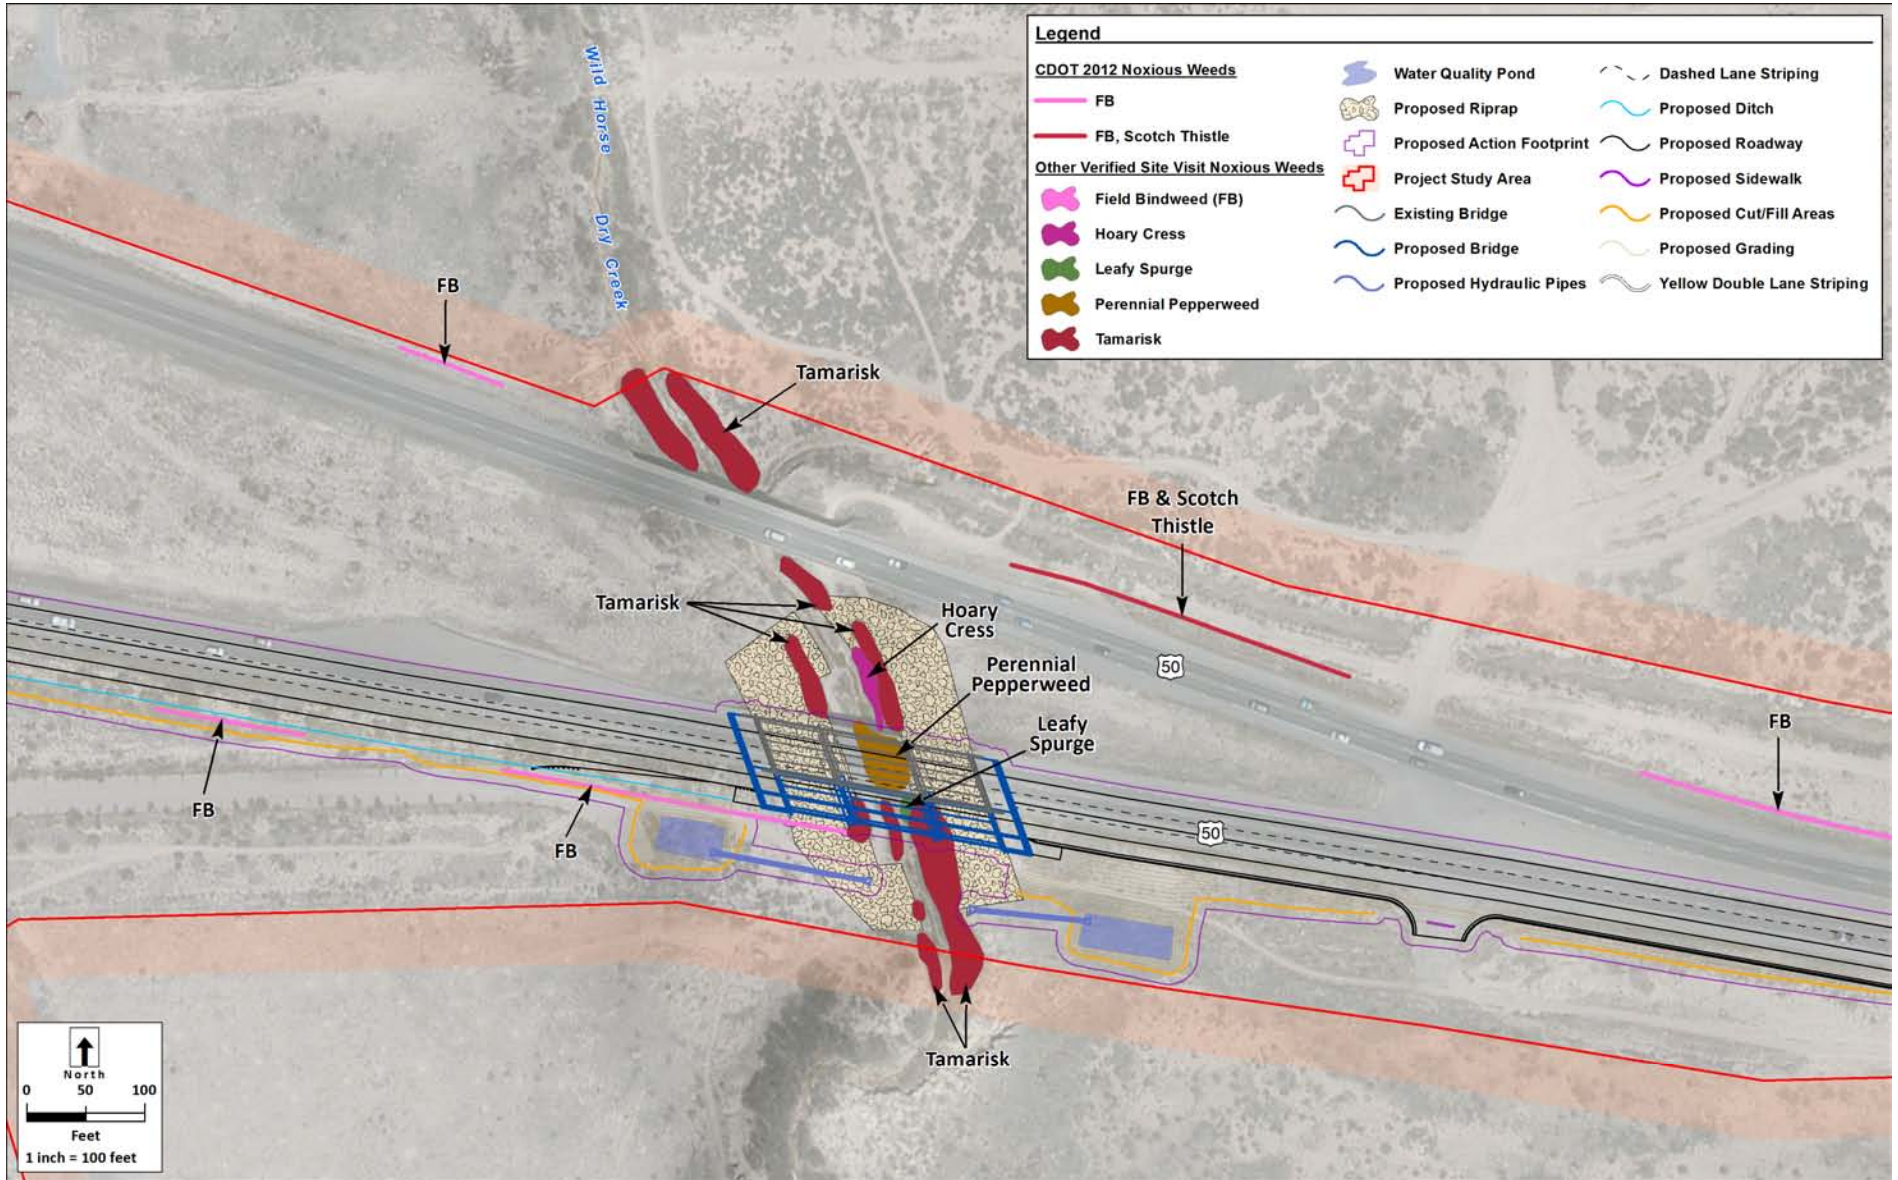 Legend
CDOT 2012 Noxious Weeds
FB
FB, Scotch Thistle
Other Verified Site Visit Noxious Weeds
Field Bindweed (FB)
Hoary Cress
Leafy Spurge
Perennial Pepperweed
Tamarisk
Water Quality Pond
Proposed Riprap
Proposed Action Footprint
Project Study Area
Existing Bridge
Proposed Bridge
Proposed Hydraulic Pipes
Dashed Lane Striping
Proposed Ditch
Proposed Roadway
Proposed Sidewalk
Proposed Cut/Fill Areas
Proposed Grading
Yellow Double Lane Striping
Wild Horse Dry Creek
FB
Tamarisk
FB & Scotch
Thistle
Tamarisk
Hoary
Cress
50
Perennial
Pepperweed
Leafy
Spurge
FB
FB
50
FB
Tamarisk
North
0 50 100
Feet
1 inch = 100 feet